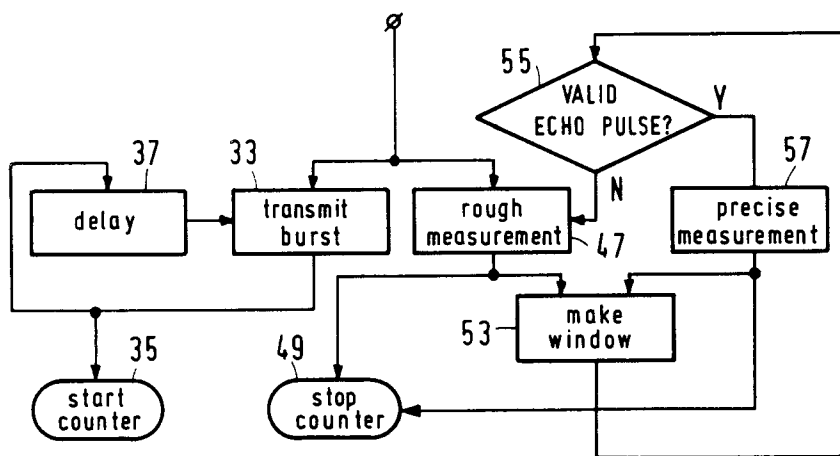 55
VALID
ECHO PULSE?
Y
N
37
delay
33
transmit
burst
rough
measurement
47
57
precise
measurement
53
make
window
35
start
counter
49
stop
counter